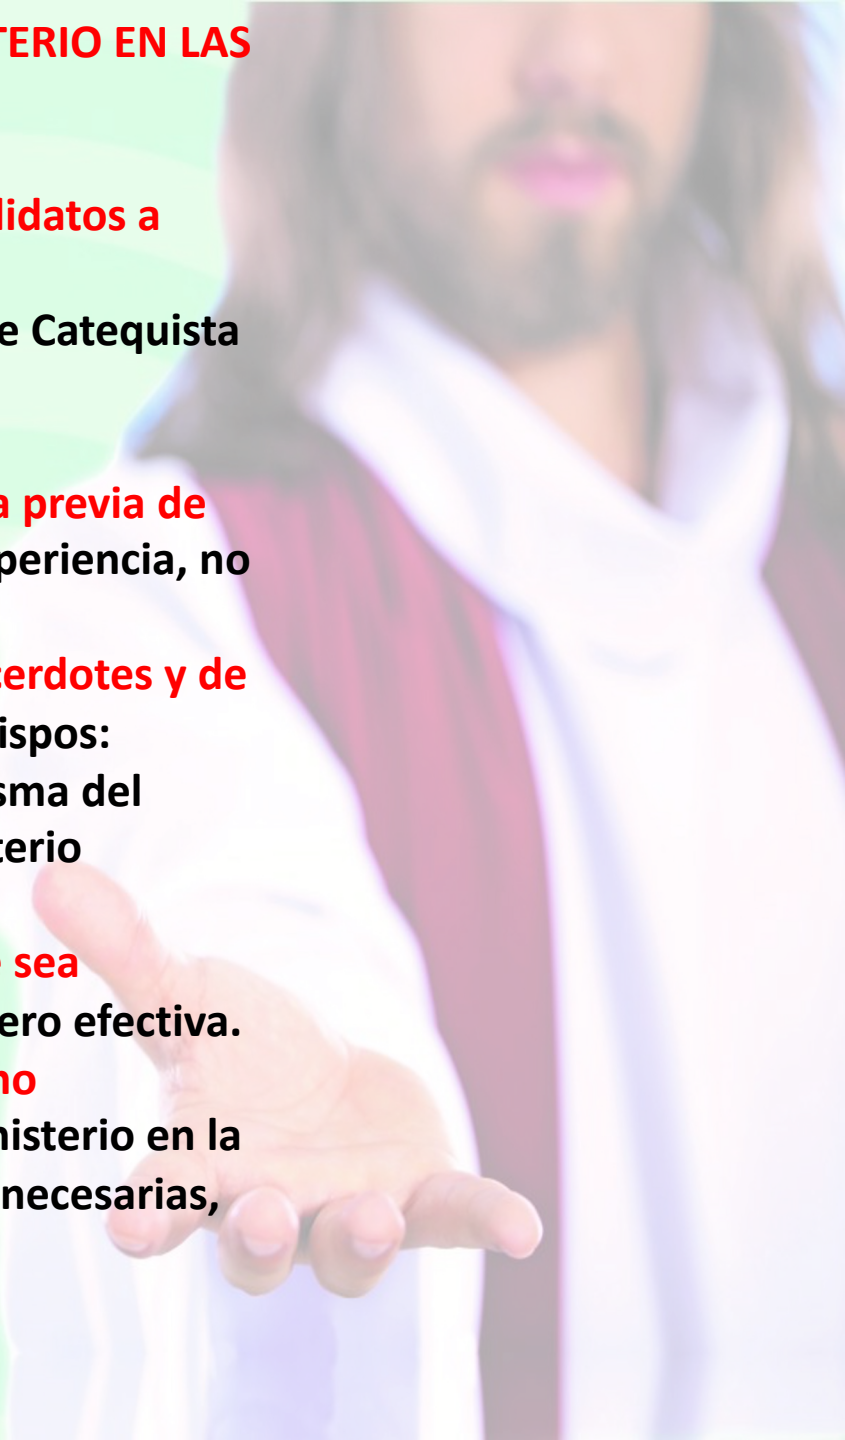 TERIO EN LAS
lidatos a
e Catequista
a previa de
periencia, no
cerdotes y de
ispos:
sma del
terio
e sea
ero efectiva.
no
nisterio en la
necesarias,